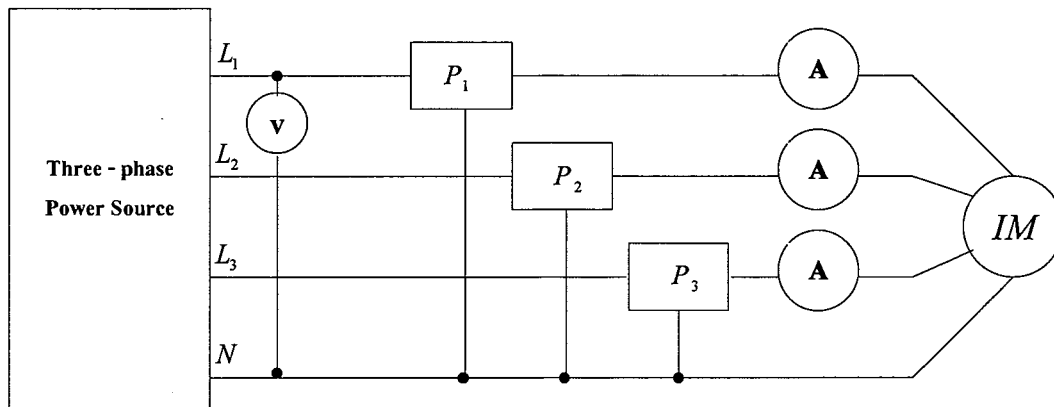 L₁
P₁
A
V
Three - phase
Power Source
L₂
P₂
A
IM
L₃
P₃
A
N